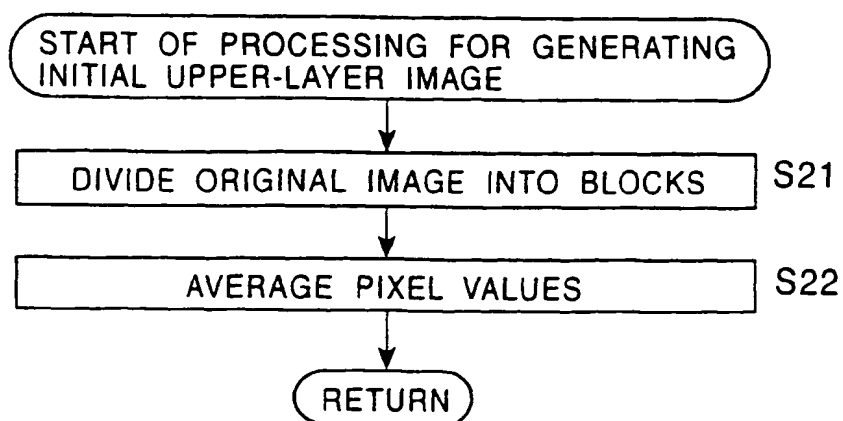 START OF PROCESSING FOR GENERATING
INITIAL UPPER-LAYER IMAGE
DIVIDE ORIGINAL IMAGE INTO BLOCKS S21
AVERAGE PIXEL VALUES S22
RETURN